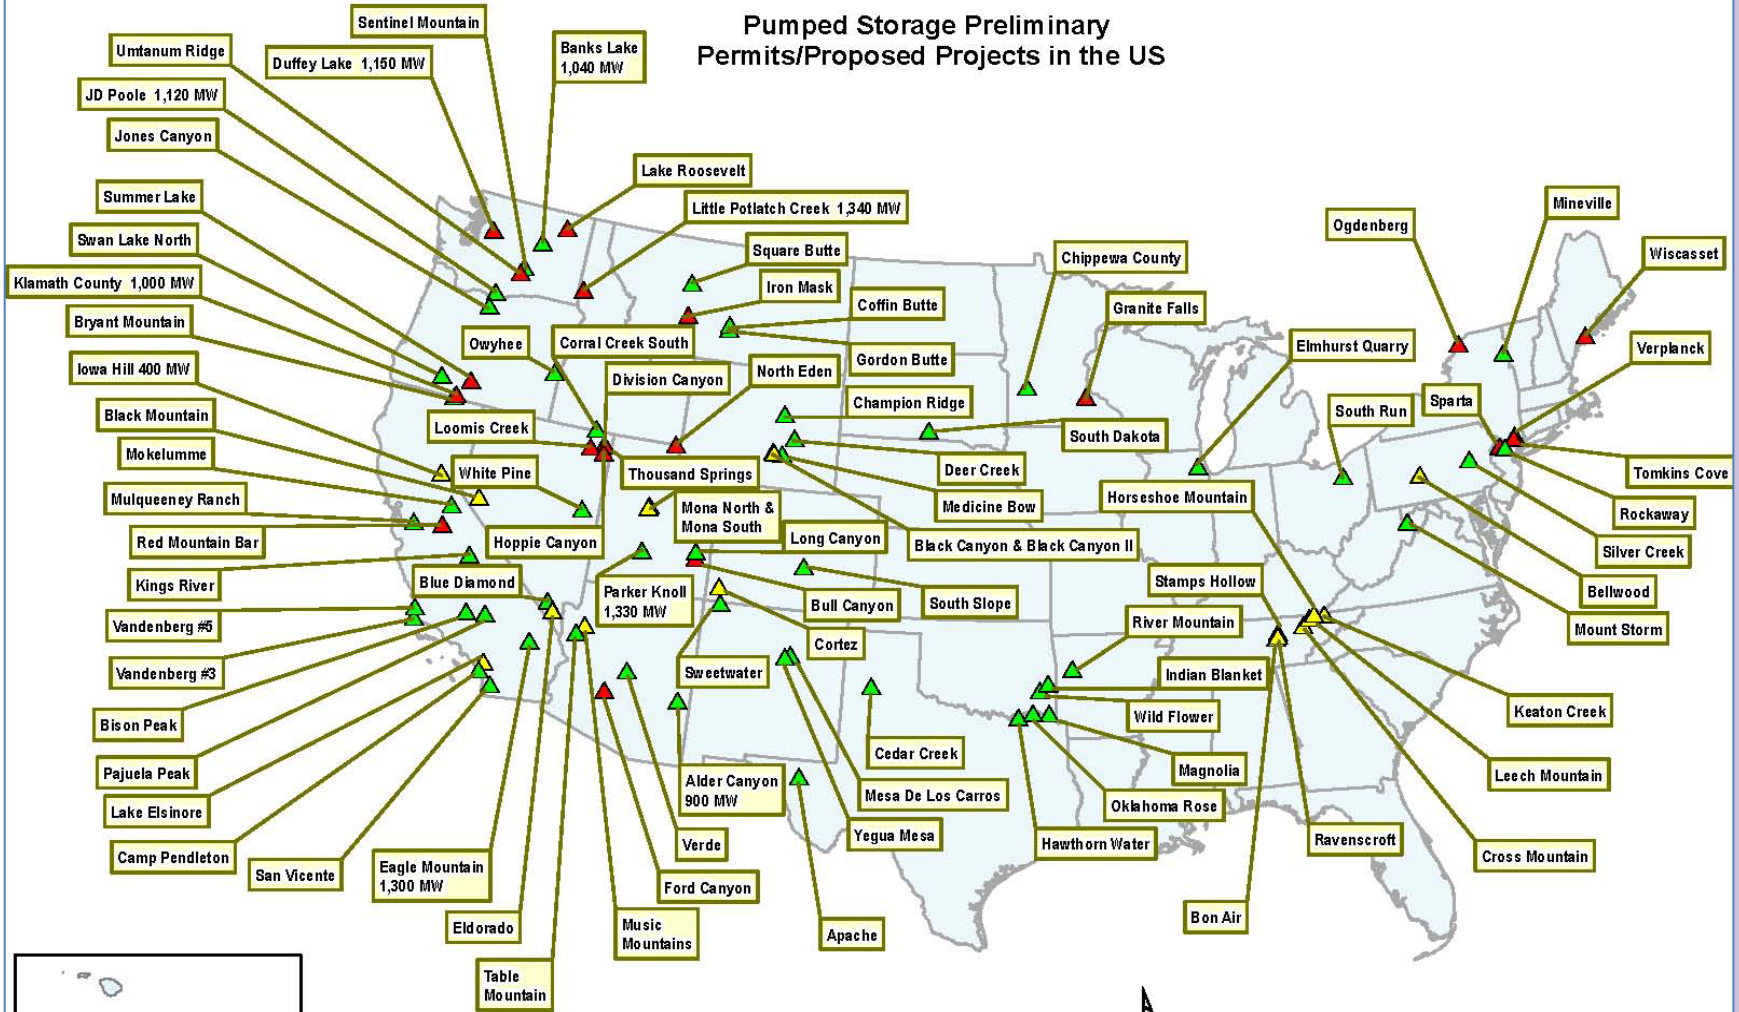 Pumped Storage Preliminary
Permits/Proposed Projects in the US
Sentinel Mountain
Umtanum Ridge
Duffey Lake 1,150 MW
Banks Lake
1,040 MW
JD Poole 1,120 MW
Jones Canyon
Lake Roosevelt
Summer Lake
Little Potlatch Creek 1,340 MW
Mineville
Ogdenberg
Swan Lake North
Square Butte
Chippewa County
Wiscasset
Klamath County 1,000 MW
Iron Mask
Coffin Butte
Granite Falls
Bryant Mountain
Owyhee
Corral Creek South
Gordon Butte
Elmhurst Quarry
Verplanck
Iowa Hill 400 MW
Division Canyon
North Eden
Champion Ridge
South Run
Sparta
Black Mountain
Loomis Creek
South Dakota
Mokelumme
White Pine
Thousand Springs
Deer Creek
Tomkins Cove
Mulqueeney Ranch
Mona North &
Mona South
Medicine Bow
Horseshoe Mountain
Rockaway
Red Mountain Bar
Hoppie Canyon
Long Canyon
Black Canyon & Black Canyon II
Silver Creek
Kings River
Blue Diamond
Parker Knoll
1,330 MW
Bull Canyon
South Slope
Stamps Hollow
Bellwood
Vandenberg #5
Cortez
River Mountain
Mount Storm
Vandenberg #3
Sweetwater
Indian Blanket
Bison Peak
Wild Flower
Keaton Creek
Pajuela Peak
Alder Canyon
900 MW
Cedar Creek
Magnolia
Leech Mountain
Lake Elsinore
Mesa De Los Carros
Oklahoma Rose
Camp Pendleton
San Vicente
Eagle Mountain
1,300 MW
Verde
Yegua Mesa
Hawthorn Water
Ravenscroft
Cross Mountain
Ford Canyon
Eldorado
Music
Mountains
Apache
Bon Air
Table
Mountain